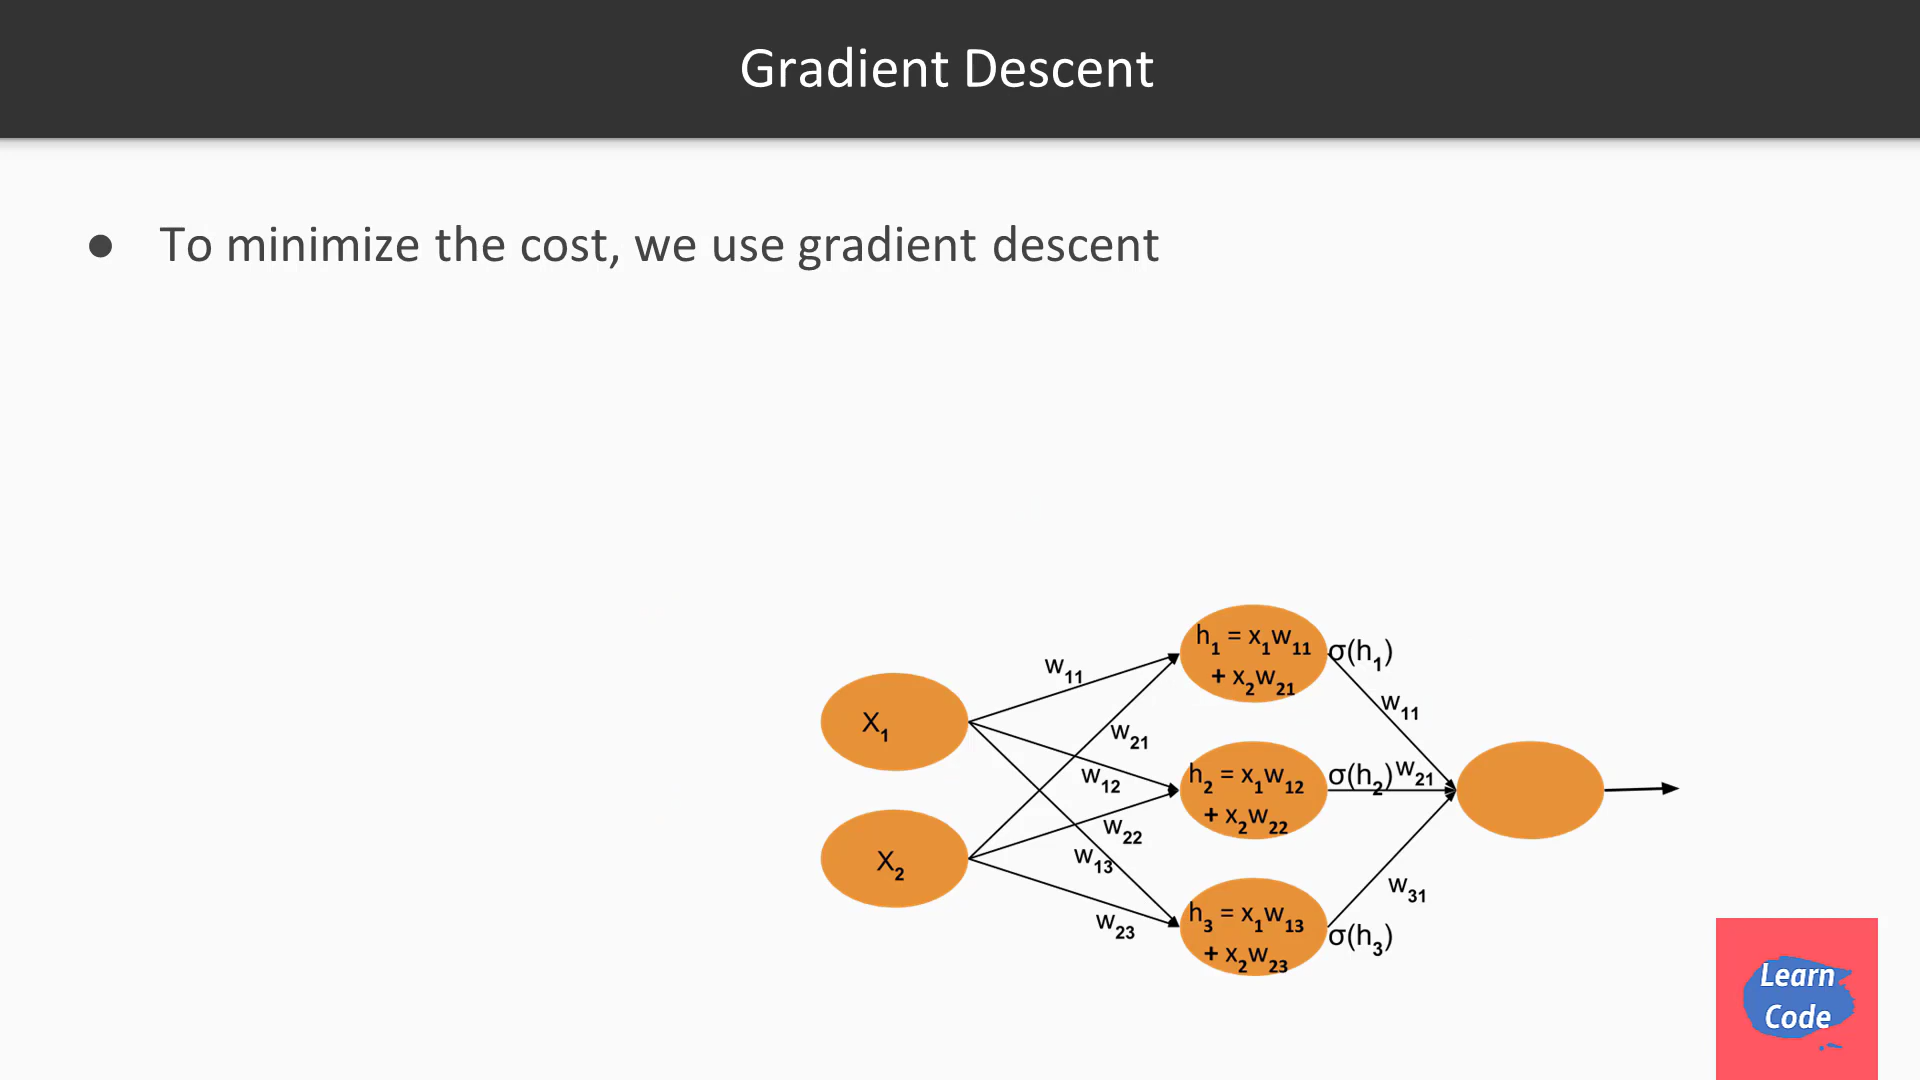 Gradient Descent
● To minimize the cost, we use gradient descent
h₁ = x₁w₁₁
+ x₂w₂₁
σ(h₁)
w₁₁
w₁₁
X₁
w₂₁
w₁₂
h₂ = x₁w₁₂
+ x₂w₂₂
σ(h₂)
w₂₁
w₂₂
w₁₃
X₂
w₂₃
h₃ = x₁w₁₃
+ x₂w₂₃
σ(h₃)
w₃₁
Learn
Code